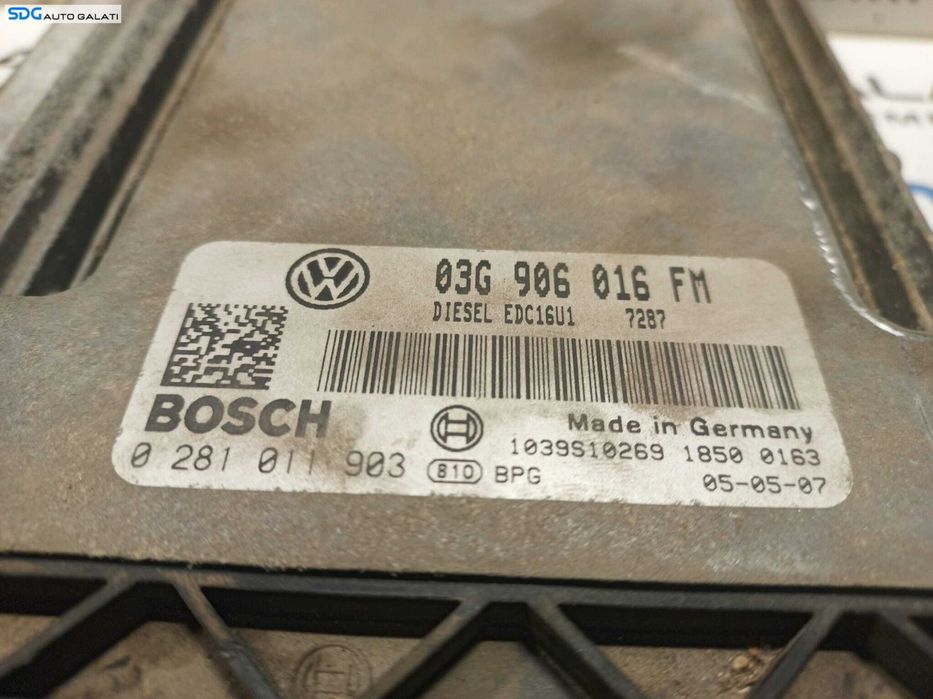 SDG AUTO GALATI
03G 906 016 FM
DIESEL EDC16U1 7287
BOSCH
Made in Germany
1039S10269 1850 0163
0 281 011 903 810 BPG
05-05-07